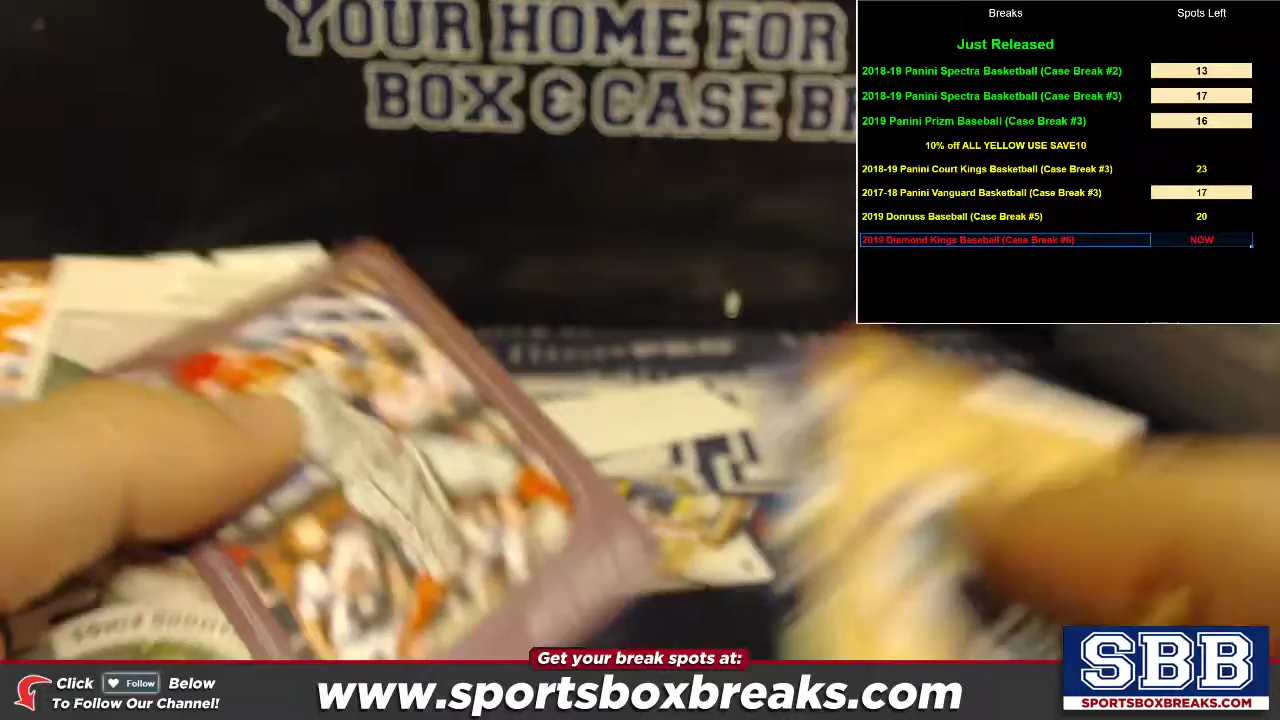 YOUR HOME FOR
BOX & CASE BR
Breaks Spots Left
Just Released
2018-19 Panini Spectra Basketball (Case Break #2) 13
2018-19 Panini Spectra Basketball (Case Break #3) 17
2019 Panini Prizm Baseball (Case Break #3) 16
10% off ALL YELLOW USE SAVE10
2018-19 Panini Court Kings Basketball (Case Break #3) 23
2017-18 Panini Vanguard Basketball (Case Break #3) 17
2019 Donruss Baseball (Case Break #5) 20
2019 Diamond Kings Baseball (Case Break #6) NOW
Get your break spots at:
Click Follow Below
To Follow Our Channel!
www.sportsboxbreaks.com
SBB
SPORTSBOXBREAKS.COM